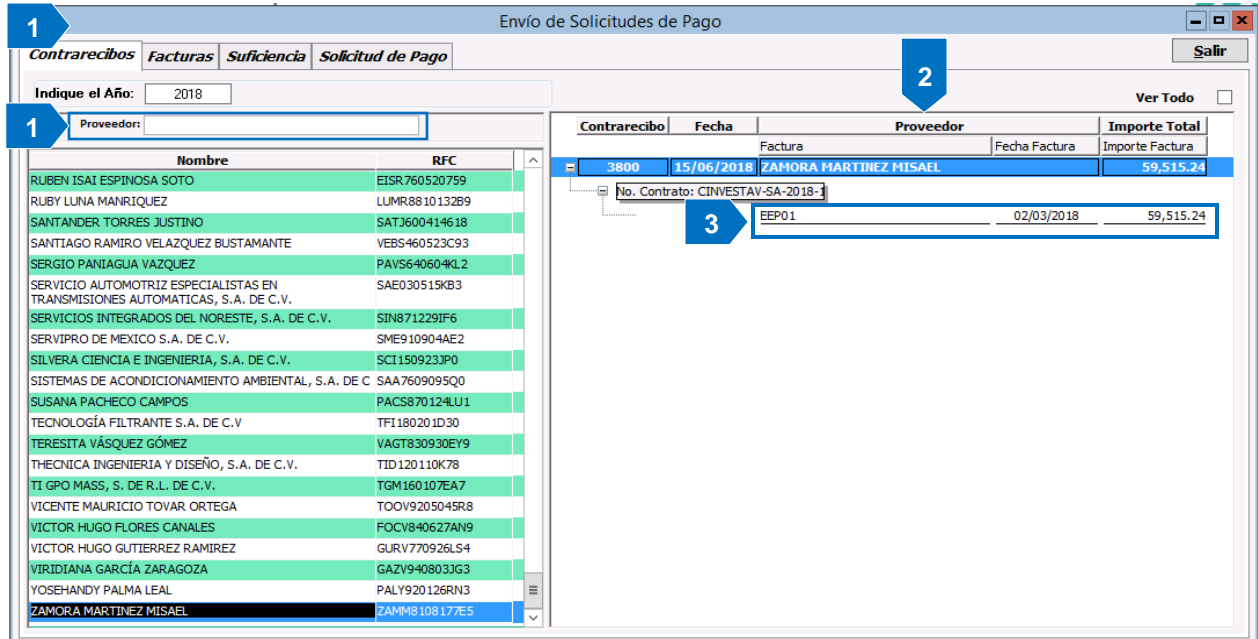 1
Envío de Solicitudes de Pago
Contrarecibos Facturas Suficiencia Solicitud de Pago
Salir
Indique el Año: 2018
2
Ver Todo
1
Proveedor:
Nombre RFC
RUBEN ISAI ESPINOSA SOTO EISR760520759
RUBY LUNA MANRIQUEZ LUMR8810132B9
SANTANDER TORRES JUSTINO SATJ600414618
SANTIAGO RAMIRO VELAZQUEZ BUSTAMANTE VEBS460523C93
SERGIO PANIAGUA VAZQUEZ PAVS640604KL2
SERVICIO AUTOMOTRIZ ESPECIALISTAS EN SAE030515KB3
TRANSMISIONES AUTOMATICAS, S.A. DE C.V.
SERVICIOS INTEGRADOS DEL NORESTE, S.A. DE C.V. SIN871229IF6
SERVIPRO DE MEXICO S.A. DE C.V. SME910904AE2
SILVERA CIENCIA E INGENIERIA, S.A. DE C.V. SCI150923JP0
SISTEMAS DE ACONDICIONAMIENTO AMBIENTAL, S.A. DE C SAA7609095Q0
SUSANA PACHECO CAMPOS PACS870124LU1
TECNOLOGÍA FILTRANTE S.A. DE C.V TFI180201D30
TERESITA VÁSQUEZ GÓMEZ VAGT830930EY9
THECNICA INGENIERIA Y DISEÑO, S.A. DE C.V. TID120110K78
TI GPO MASS, S. DE R.L. DE C.V. TGM160107EA7
VICENTE MAURICIO TOVAR ORTEGA TOOV9205045R8
VICTOR HUGO FLORES CANALES FOCV840627AN9
VICTOR HUGO GUTIERREZ RAMIREZ GURV770926LS4
VIRIDIANA GARCÍA ZARAGOZA GAZV940803JG3
YOSEHANDY PALMA LEAL PALY920126RN3
ZAMORA MARTINEZ MISAEL ZAMM8108177E5
Contrarecibo Fecha Proveedor Importe Total
Factura Fecha Factura Importe Factura
3800 15/06/2018 ZAMORA MARTINEZ MISAEL 59,515.24
No. Contrato: CINVESTAV-SA-2018-1
3
EEP01 02/03/2018 59,515.24